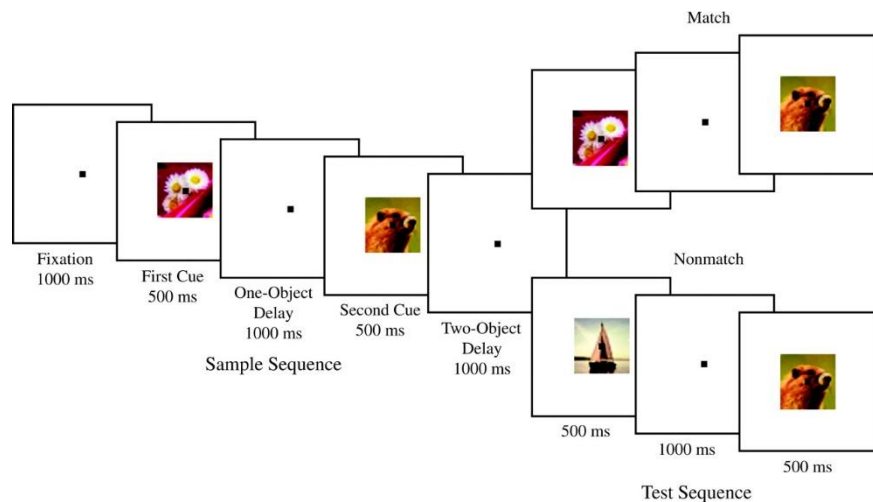 Match
Fixation
1000 ms
First Cue
500 ms
One-Object
Delay
1000 ms
Second Cue
500 ms
Two-Object
Delay
1000 ms
Sample Sequence
Nonmatch
500 ms
1000 ms
500 ms
Test Sequence